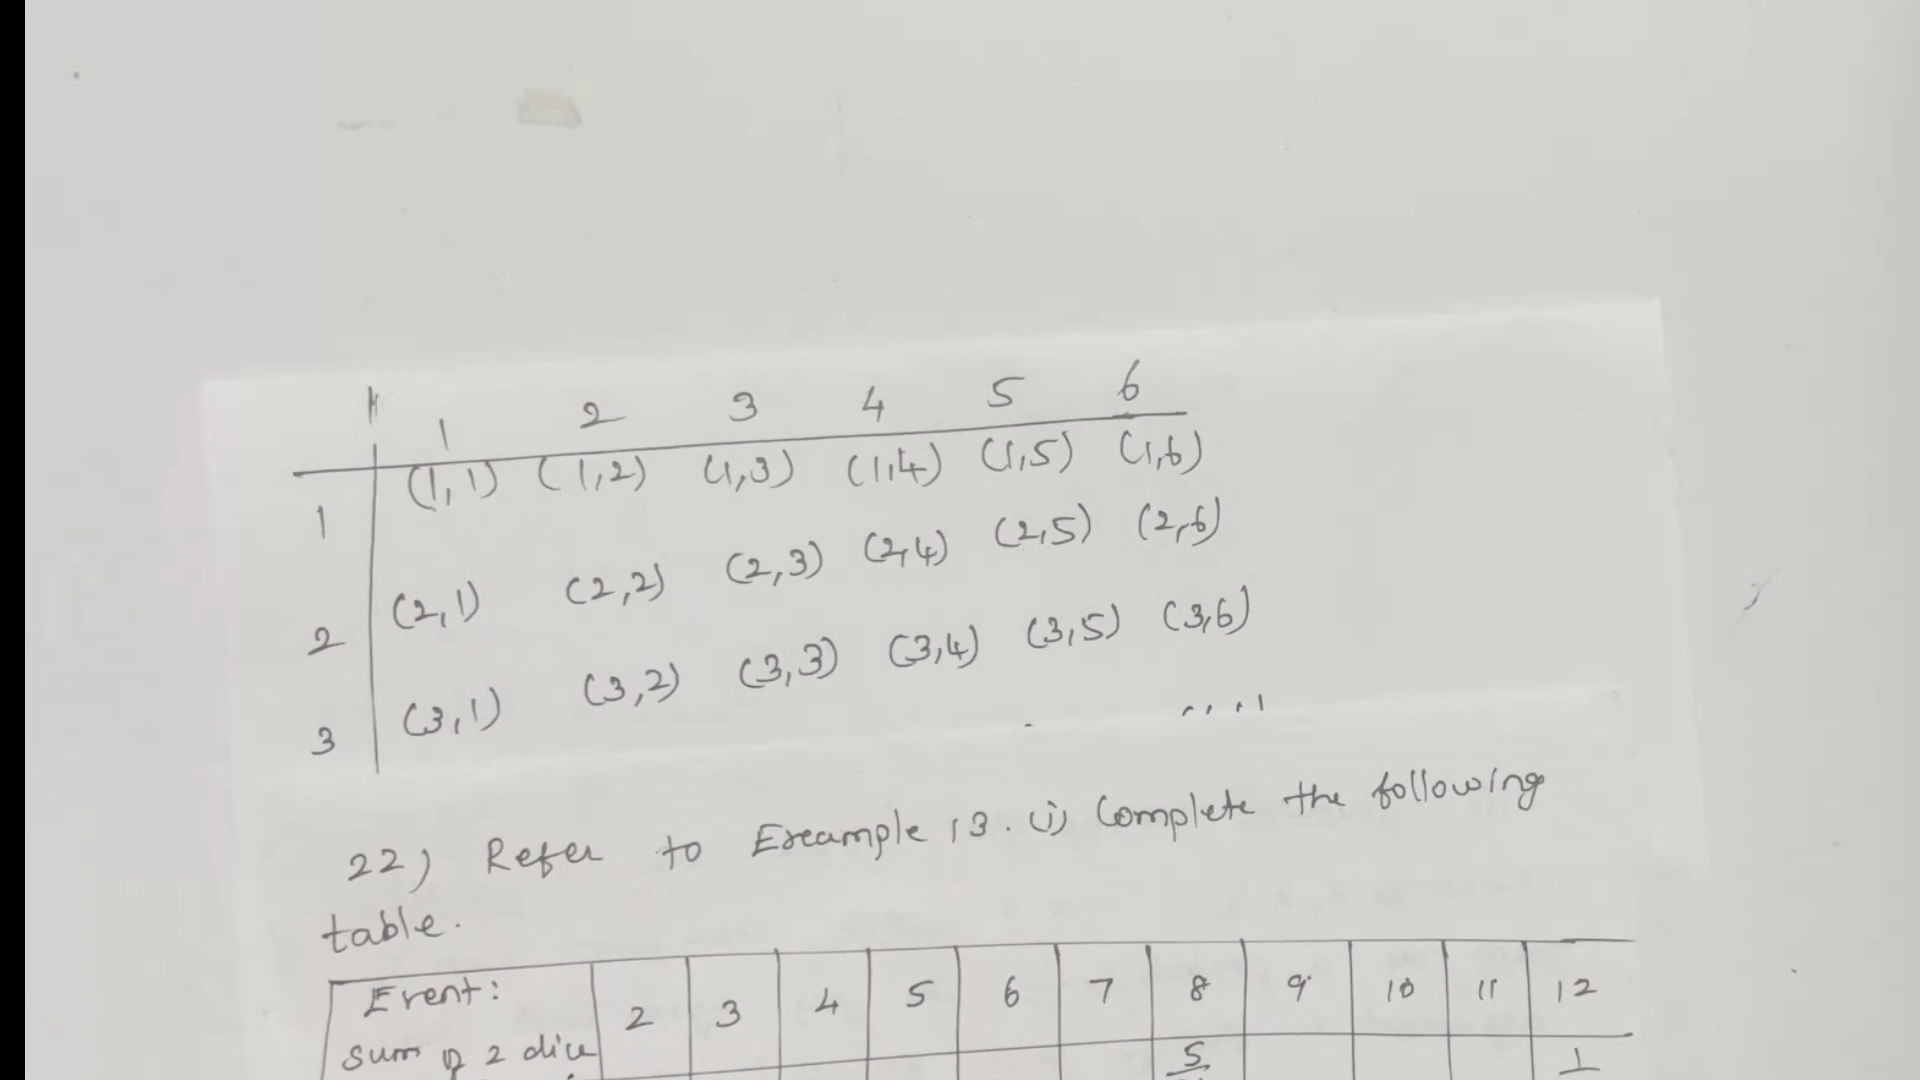 1 2 3 4 5 6
1 (1,1) (1,2) (1,3) (1,4) (1,5) (1,6)
2 (2,1) (2,2) (2,3) (2,4) (2,5) (2,6)
3 (3,1) (3,2) (3,3) (3,4) (3,5) (3,6)
22) Refer to Example 13. (i) Complete the following
table.
Event: 2 3 4 5 6 7 8 9 10 11 12
Sum of 2 dice 5 1